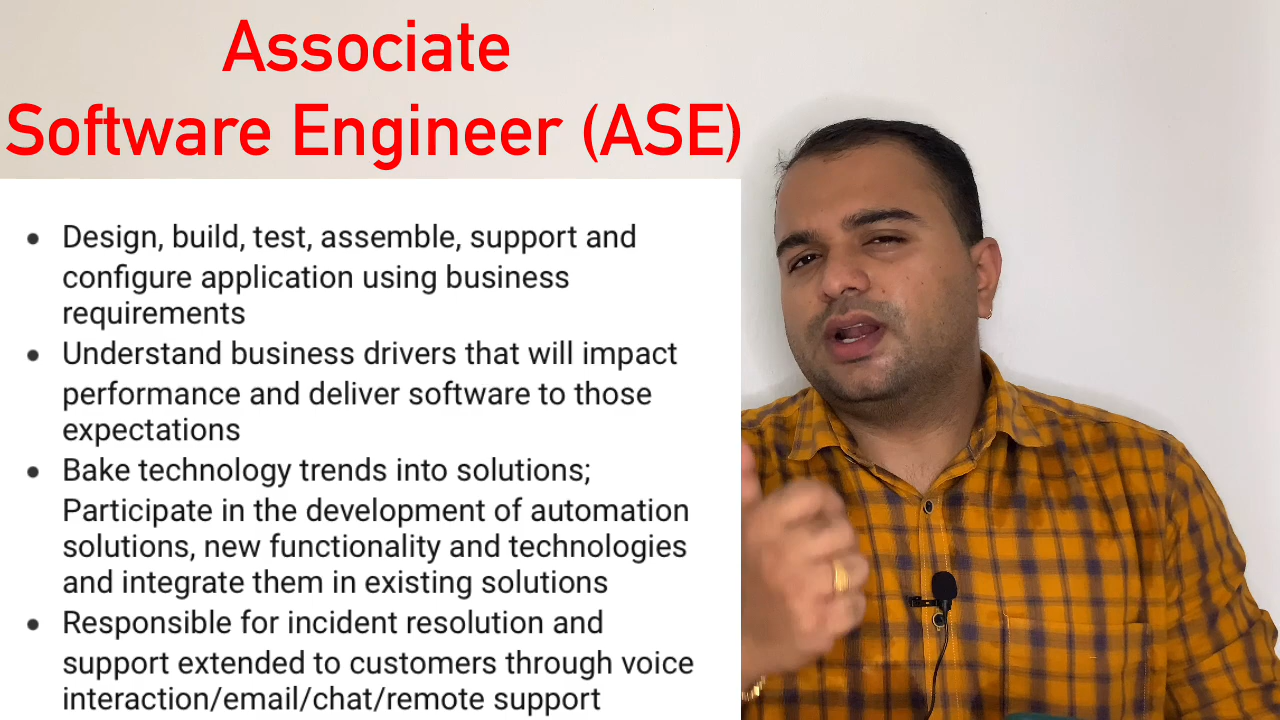 Associate
Software Engineer (ASE)
• Design, build, test, assemble, support and
configure application using business
requirements
• Understand business drivers that will impact
performance and deliver software to those
expectations
• Bake technology trends into solutions;
Participate in the development of automation
solutions, new functionality and technologies
and integrate them in existing solutions
• Responsible for incident resolution and
support extended to customers through voice
interaction/email/chat/remote support